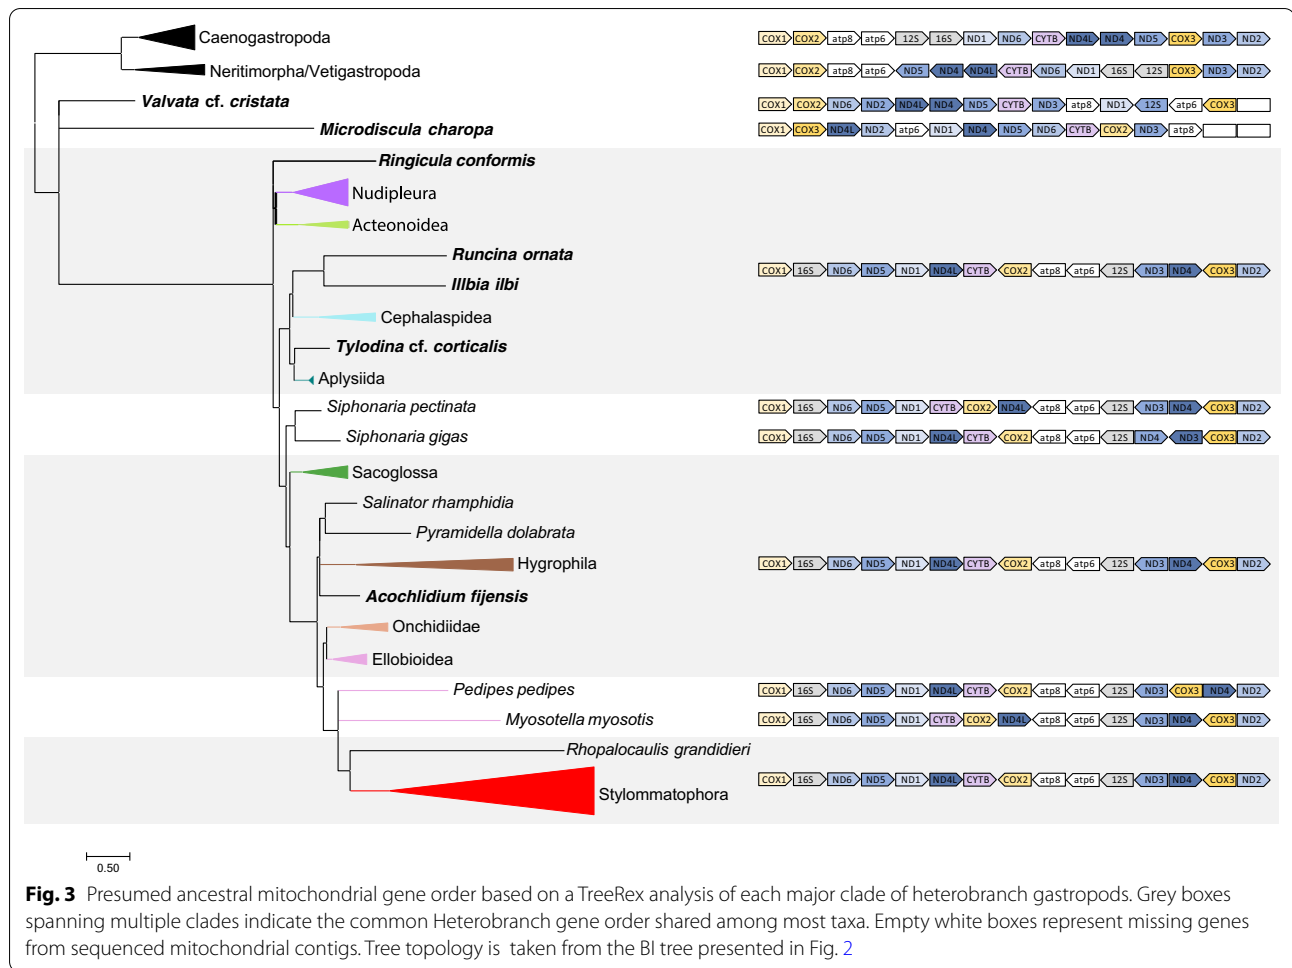 Caenogastropoda COX1 COX2 atp8 atp6 12S 16S ND1 ND6 CYTB ND4L ND4 ND5 COX3 ND3 ND2
Neritimorpha/Vetigastropoda COX1 COX2 atp8 atp6 ND5 ND4 ND4L CYTB ND6 ND1 16S 12S COX3 ND3 ND2
Valvata cf. cristata COX1 COX2 ND6 ND2 ND4L ND4 ND5 CYTB ND3 atp8 ND1 12S atp6 COX3
Microdiscula charopa COX1 COX3 ND4L ND2 atp6 ND1 ND4 ND5 ND6 CYTB COX2 ND3 atp8
Ringicula conformis
Nudipleura
Acteonoidea
Runcina ornata
COX1 16S ND6 ND5 ND1 ND4L CYTB COX2 atp8 atp6 12S ND3 ND4 COX3 ND2
Illbia ilbi
Cephalaspidea
Tylodina cf. corticalis
Aplysiida
Siphonaria pectinata COX1 16S ND6 ND5 ND1 CYTB COX2 ND4L atp8 atp6 12S ND3 ND4 COX3 ND2
Siphonaria gigas COX1 16S ND6 ND5 ND1 ND4L CYTB COX2 atp8 atp6 12S ND4 ND3 COX3 ND2
Sacoglossa
Salinator rhamphidia
Pyramidella dolabrata
Hygrophila COX1 16S ND6 ND5 ND1 ND4L CYTB COX2 atp8 atp6 12S ND3 ND4 COX3 ND2
Acochlidium fijensis
Onchidiidae
Ellobioidea
Pedipes pedipes COX1 16S ND6 ND5 ND1 ND4L CYTB COX2 atp8 atp6 12S ND3 COX3 ND4 ND2
Myosotella myosotis COX1 16S ND6 ND5 ND1 CYTB COX2 ND4L atp8 atp6 12S ND3 ND4 COX3 ND2
Rhopalocaulis grandidieri
COX1 16S ND6 ND5 ND1 ND4L CYTB COX2 atp8 atp6 12S ND3 ND4 COX3 ND2
Stylommatophora
0.50
Fig. 3 Presumed ancestral mitochondrial gene order based on a TreeRex analysis of each major clade of heterobranch gastropods. Grey boxes
spanning multiple clades indicate the common Heterobranch gene order shared among most taxa. Empty white boxes represent missing genes
from sequenced mitochondrial contigs. Tree topology is taken from the BI tree presented in Fig. 2